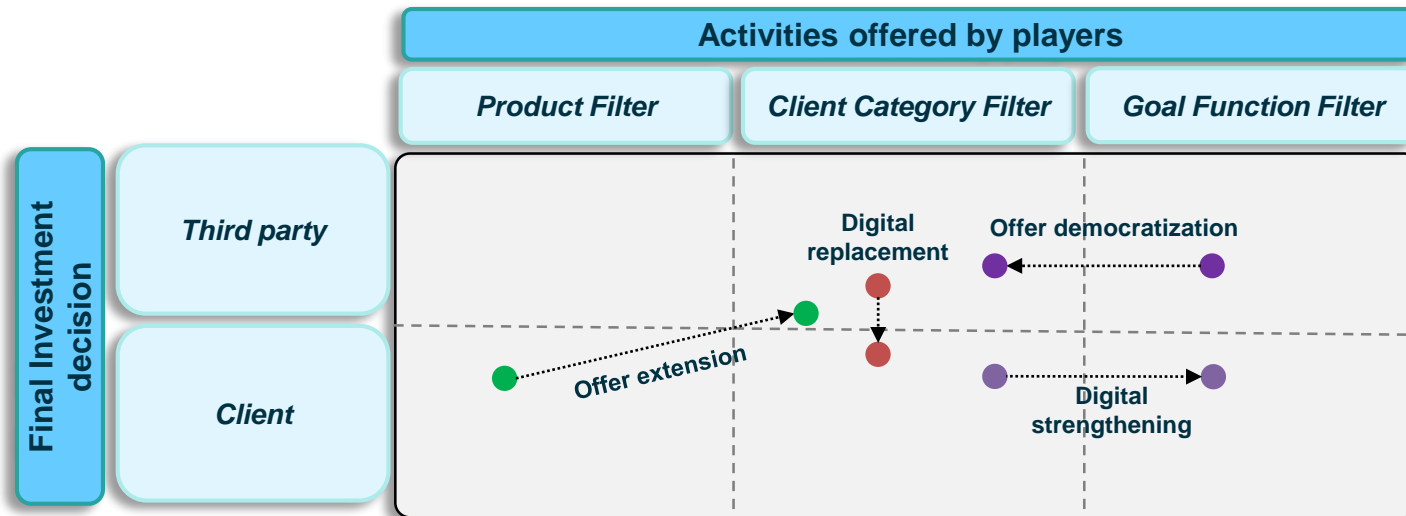 Activities offered by players
Product Filter
Client Category Filter
Goal Function Filter
Final Investment
decision
Third party
Client
Digital
replacement
Offer democratization
Offer extension
Digital
strengthening